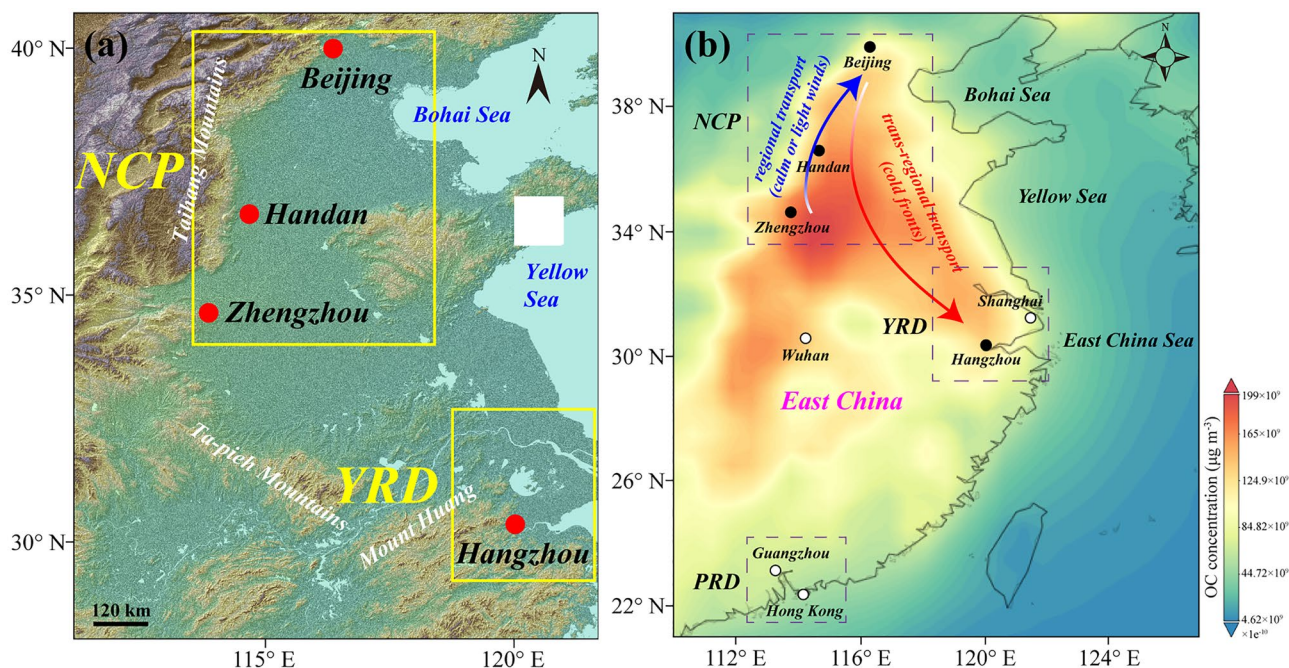 (a)
N
40° N
35° N
30° N
115° E
120° E
120 km
Beijing
Bohai Sea
NCP
Taihang Mountains
Handan
Zhengzhou
Yellow
Sea
Ta-pieh Mountains
YRD
Mount Huang
Hangzhou
(b)
N
38° N
34° N
30° N
26° N
22° N
112° E
116° E
120° E
124° E
Beijing
NCP
regional transport
(calm or light winds)
Handan
Zhengzhou
trans-regional transport
(cold fronts)
Bohai Sea
Yellow Sea
Shanghai
YRD
Hangzhou
East China Sea
Wuhan
East China
Guangzhou
PRD
Hong Kong
OC concentration (μg m⁻³)
199×10⁹
165×10⁹
124.9×10⁹
84.82×10⁹
44.72×10⁹
4.62×10⁹
×1e⁻¹⁰